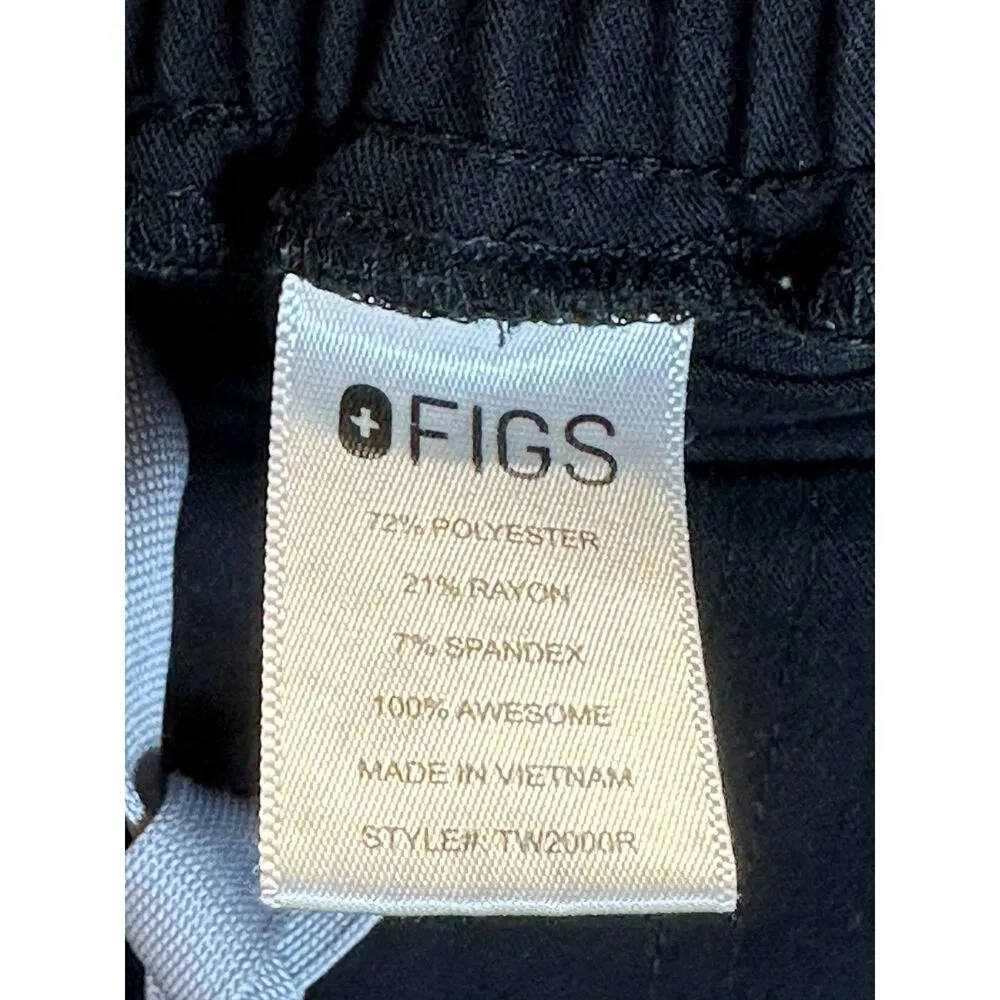 FIGS
72% POLYESTER
21% RAYON
7% SPANDEX
100% AWESOME
MADE IN VIETNAM
STYLE#: TW2000R